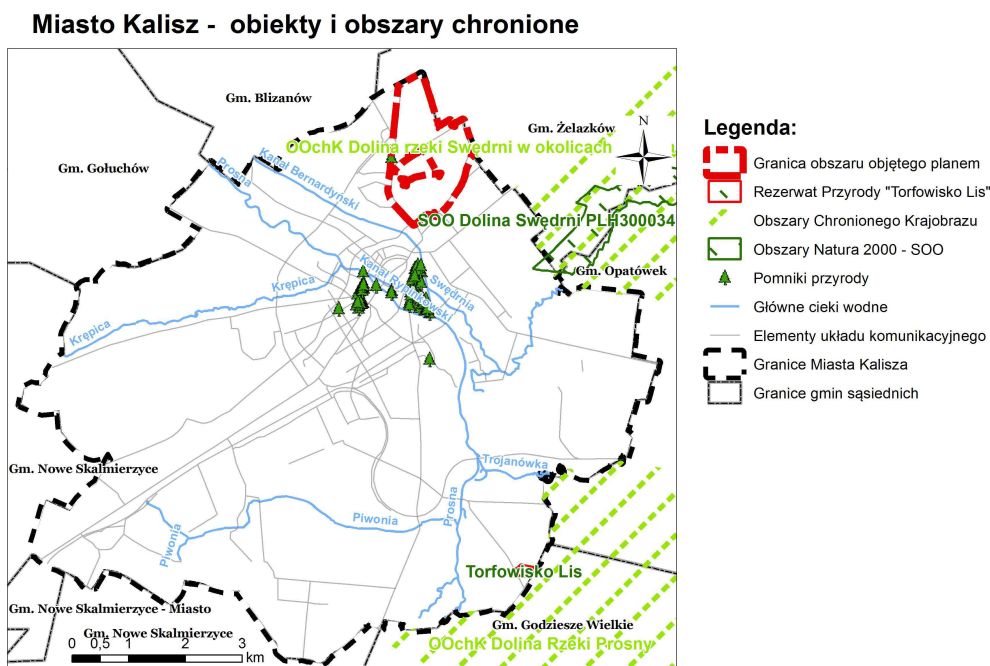 Miasto Kalisz - obiekty i obszary chronione
Gm. Blizanów
Gm. Żelazków
N
OOchK Dolina rzeki Swędrni w okolicach
Gm. Gołuchów
Prosna
Kanał Bernardyński
SOO Dolina Swędrni PLH300034
Gm. Opatówek
Kanał Rypinkowski
Swędrnia
Krępica
Krępica
Gm. Nowe Skalmierzyce
Trojanówka
Prosna
Piwonia
Piwonia
Torfowisko Lis
Gm. Nowe Skalmierzyce - Miasto
Gm. Godziesze Wielkie
Gm. Nowe Skalmierzyce
OOchK Dolina Rzeki Prosny
0 0,5 1 2 3
km
Legenda:
Granica obszaru objętego planem
Rezerwat Przyrody "Torfowisko Lis"
Obszary Chronionego Krajobrazu
Obszary Natura 2000 - SOO
Pomniki przyrody
Główne cieki wodne
Elementy układu komunikacyjnego
Granice Miasta Kalisza
Granice gmin sąsiednich